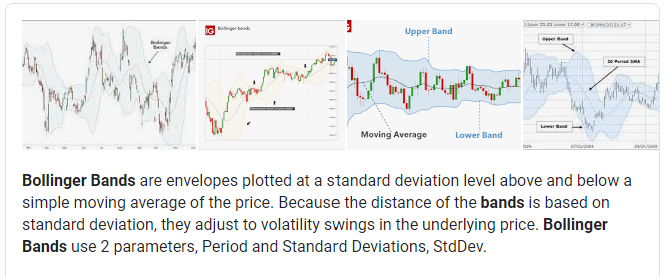 Bollinger
Bands
IG
Bollinger bands
Upper Band
Moving Average
Lower Band
Upper Band
20 Period SMA
Lower Band
Bollinger Bands are envelopes plotted at a standard deviation level above and below a
simple moving average of the price. Because the distance of the bands is based on
standard deviation, they adjust to volatility swings in the underlying price. Bollinger
Bands use 2 parameters, Period and Standard Deviations, StdDev.